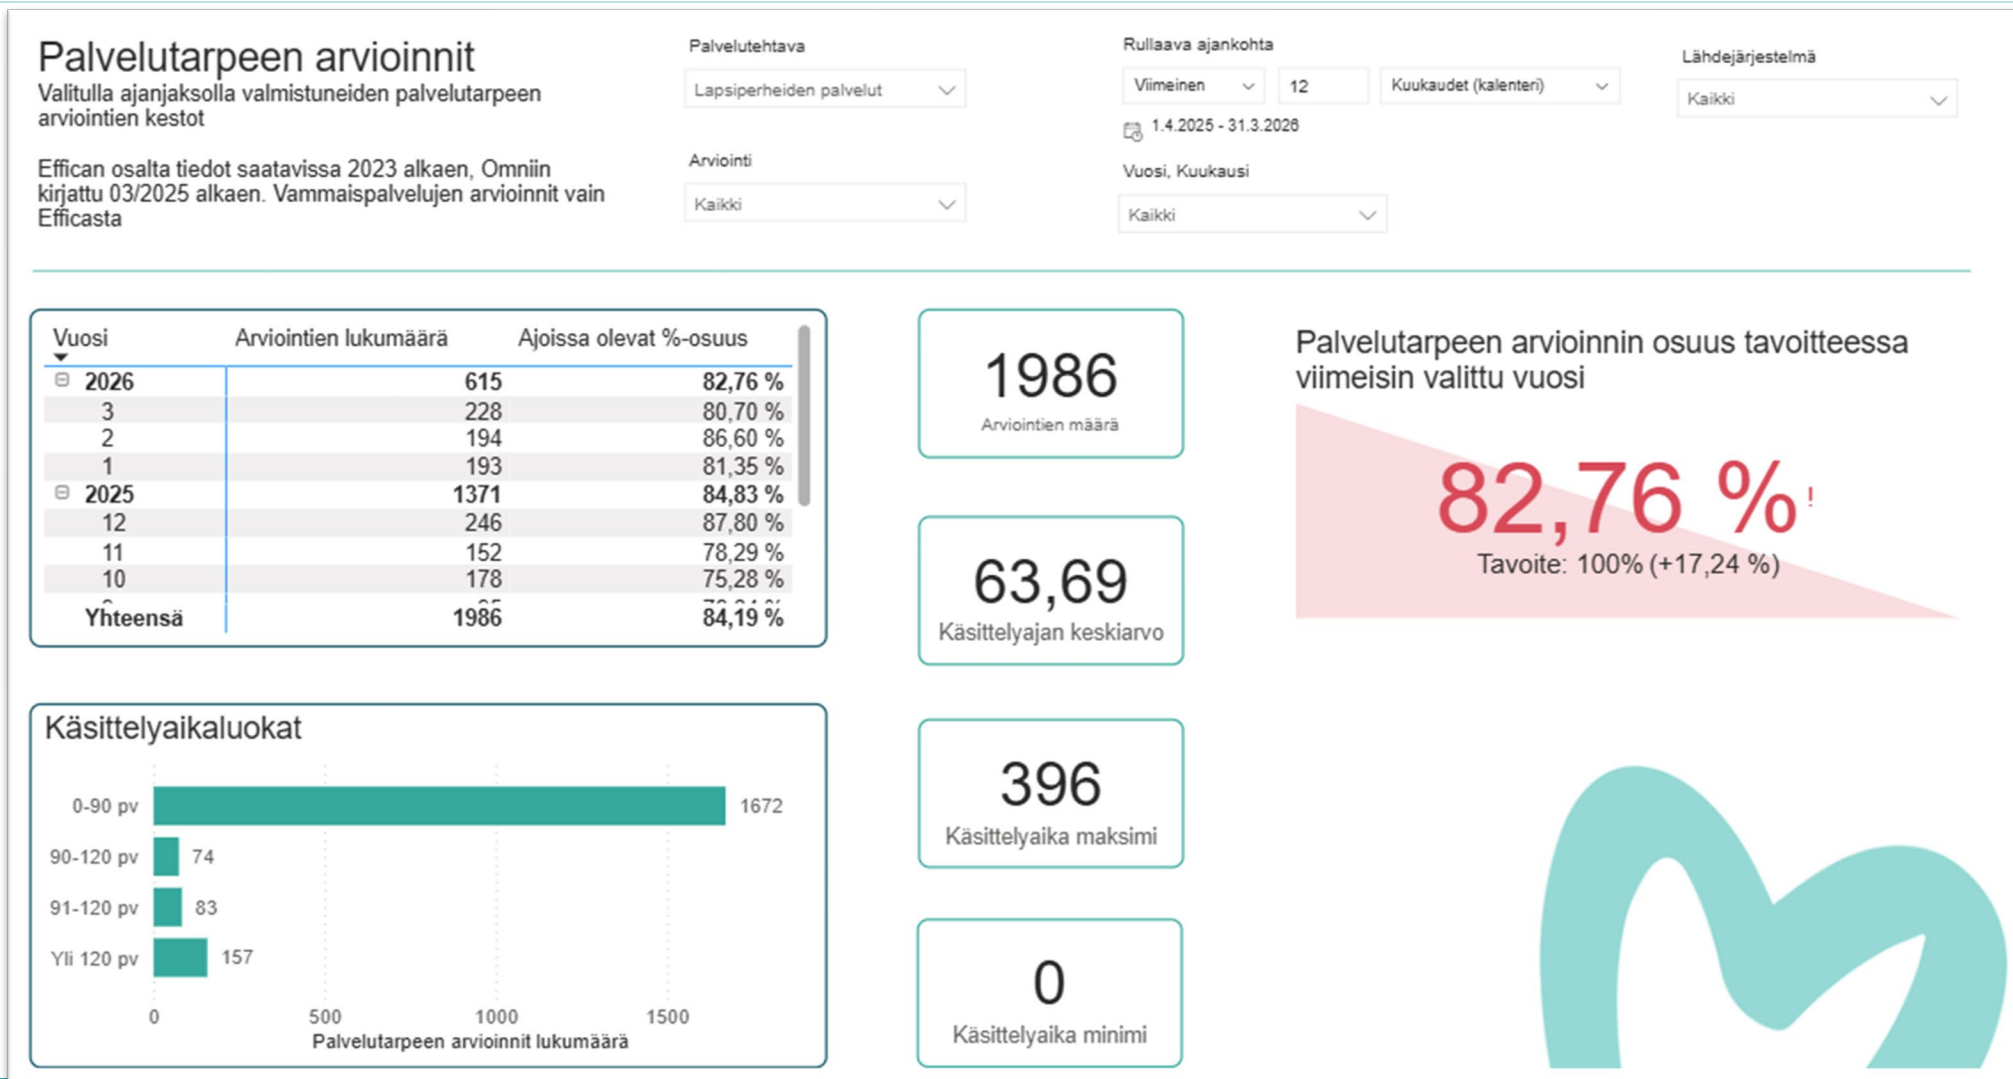 Palvelutarpeen arvioinnit
Valitulla ajanjaksolla valmistuneiden palvelutarpeen
arviointien kestot
Effican osalta tiedot saatavissa 2023 alkaen, Omniin
kirjattu 03/2025 alkaen. Vammaispalvelujen arvioinnit vain
Efficasta
Palvelutehtava
Lapsiperheiden palvelut
Arviointi
Kaikki
Rullaava ajankohta
Viimeinen 12 Kuukaudet (kalenteri)
1.4.2025 - 31.3.2026
Vuosi, Kuukausi
Kaikki
Lähdejärjestelmä
Kaikki
Vuosi Arviointien lukumäärä Ajoissa olevat %-osuus
2026 615 82,76 %
3 228 80,70 %
2 194 86,60 %
1 193 81,35 %
2025 1371 84,83 %
12 246 87,80 %
11 152 78,29 %
10 178 75,28 %
Yhteensä 1986 84,19 %
1986
Arviointien määrä
63,69
Käsittelyajan keskiarvo
396
Käsittelyaika maksimi
0
Käsittelyaika minimi
Palvelutarpeen arvioinnin osuus tavoitteessa
viimeisin valittu vuosi
82,76 % !
Tavoite: 100% (+17,24 %)
Käsittelyaikaluokat
0-90 pv 1672
90-120 pv 74
91-120 pv 83
Yli 120 pv 157
0 500 1000 1500
Palvelutarpeen arvioinnit lukumäärä